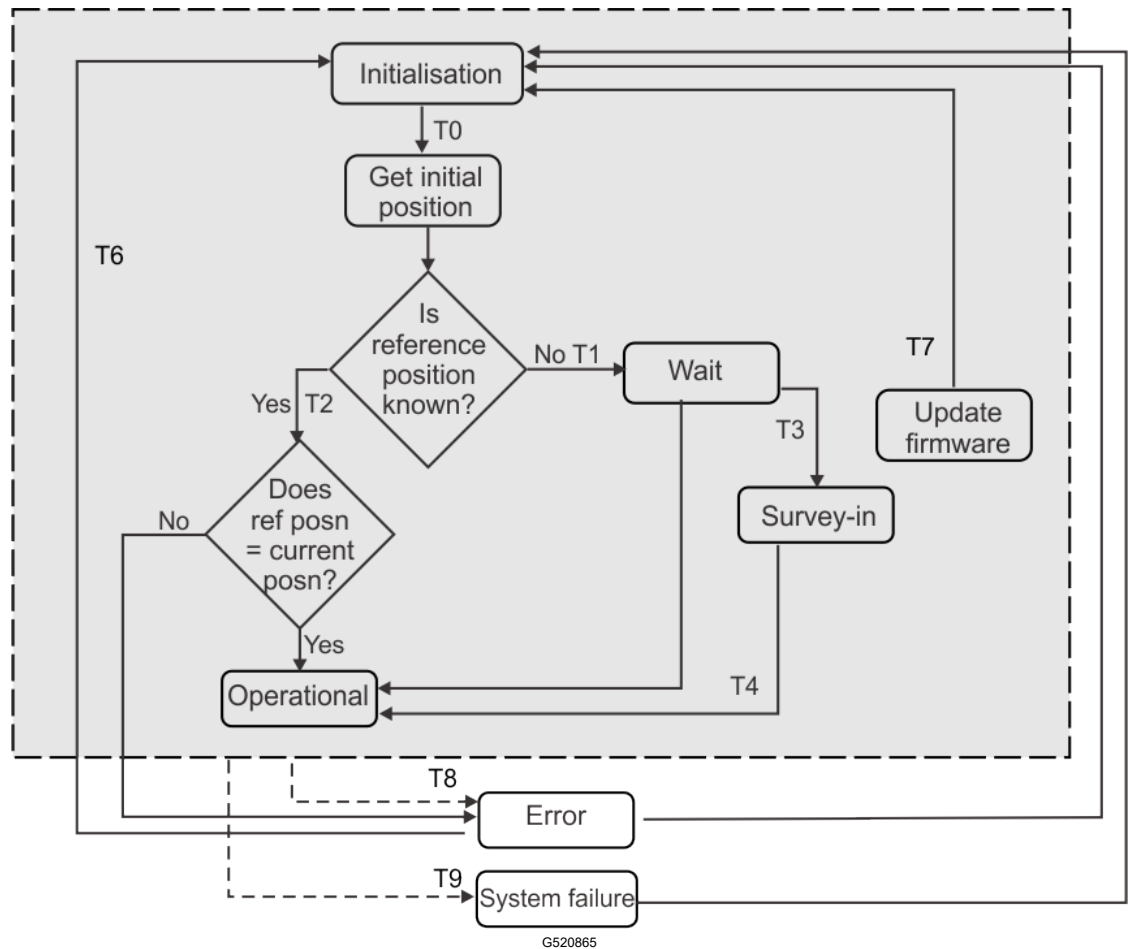 Initialisation
T0
Get initial
position
T6
Is
reference
position
known?
No T1
Wait
T7
Yes
T2
T3
Update
firmware
Does
ref posn
= current
posn?
No
Survey-in
Yes
Operational
T4
T8
Error
T9
System failure
G520865